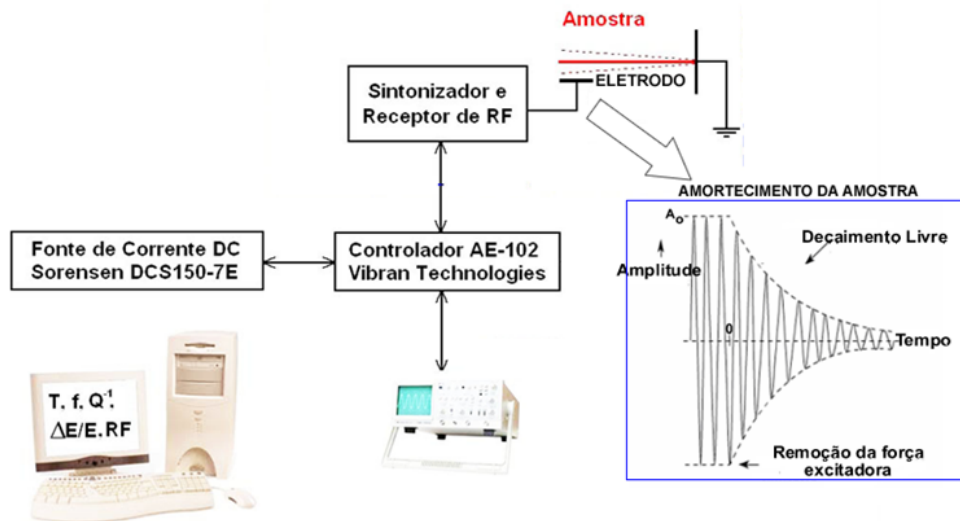 Amostra
ELETRODO
Sintonizador e
Receptor de RF
AMORTECIMENTO DA AMOSTRA
Fonte de Corrente DC
Sorensen DCS150-7E
Controlador AE-102
Vibran Technologies
Ao
Decaimento Livre
Amplitude
0
Tempo
T, f, Q⁻¹,
ΔE/E, RF
Remoção da força
excitadora